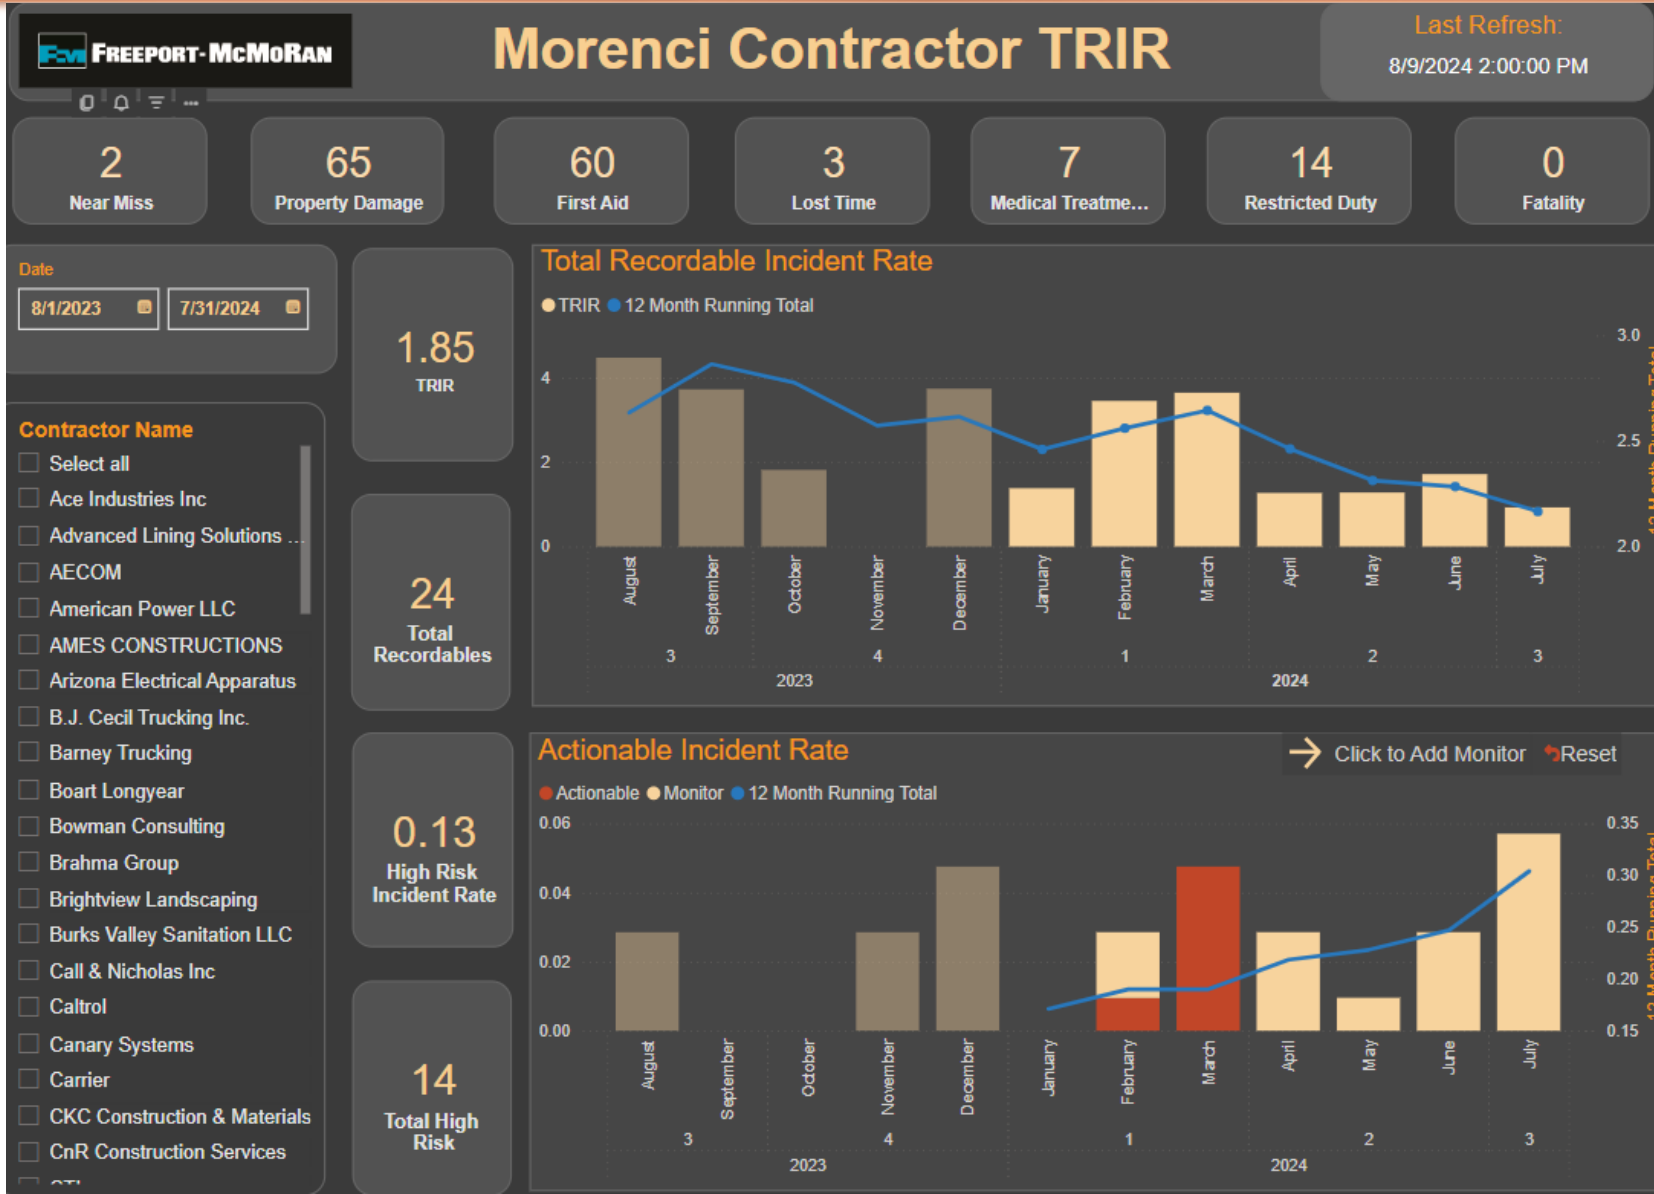 FREEPORT-MCMORAN
Morenci Contractor TRIR
Last Refresh:
8/9/2024 2:00:00 PM
2
Near Miss
65
Property Damage
60
First Aid
3
Lost Time
7
Medical Treatme...
14
Restricted Duty
0
Fatality
Date
8/1/2023
7/31/2024
Contractor Name
Select all
Ace Industries Inc
Advanced Lining Solutions ...
AECOM
American Power LLC
AMES CONSTRUCTIONS
Arizona Electrical Apparatus
B.J. Cecil Trucking Inc.
Barney Trucking
Boart Longyear
Bowman Consulting
Brahma Group
Brightview Landscaping
Burks Valley Sanitation LLC
Call & Nicholas Inc
Caltrol
Canary Systems
Carrier
CKC Construction & Materials
CnR Construction Services
1.85
TRIR
24
Total
Recordables
0.13
High Risk
Incident Rate
14
Total High
Risk
Total Recordable Incident Rate
TRIR 12 Month Running Total
4
2
0
3.0
2.5
2.0
12 Month Running Total
August
September
October
November
December
January
February
March
April
May
June
July
3 4 1 2 3
2023 2024
Actionable Incident Rate
Click to Add Monitor
Reset
Actionable Monitor 12 Month Running Total
0.06
0.04
0.02
0.00
0.35
0.30
0.25
0.20
0.15
12 Month Running Total
August
September
October
November
December
January
February
March
April
May
June
July
3 4 1 2 3
2023 2024